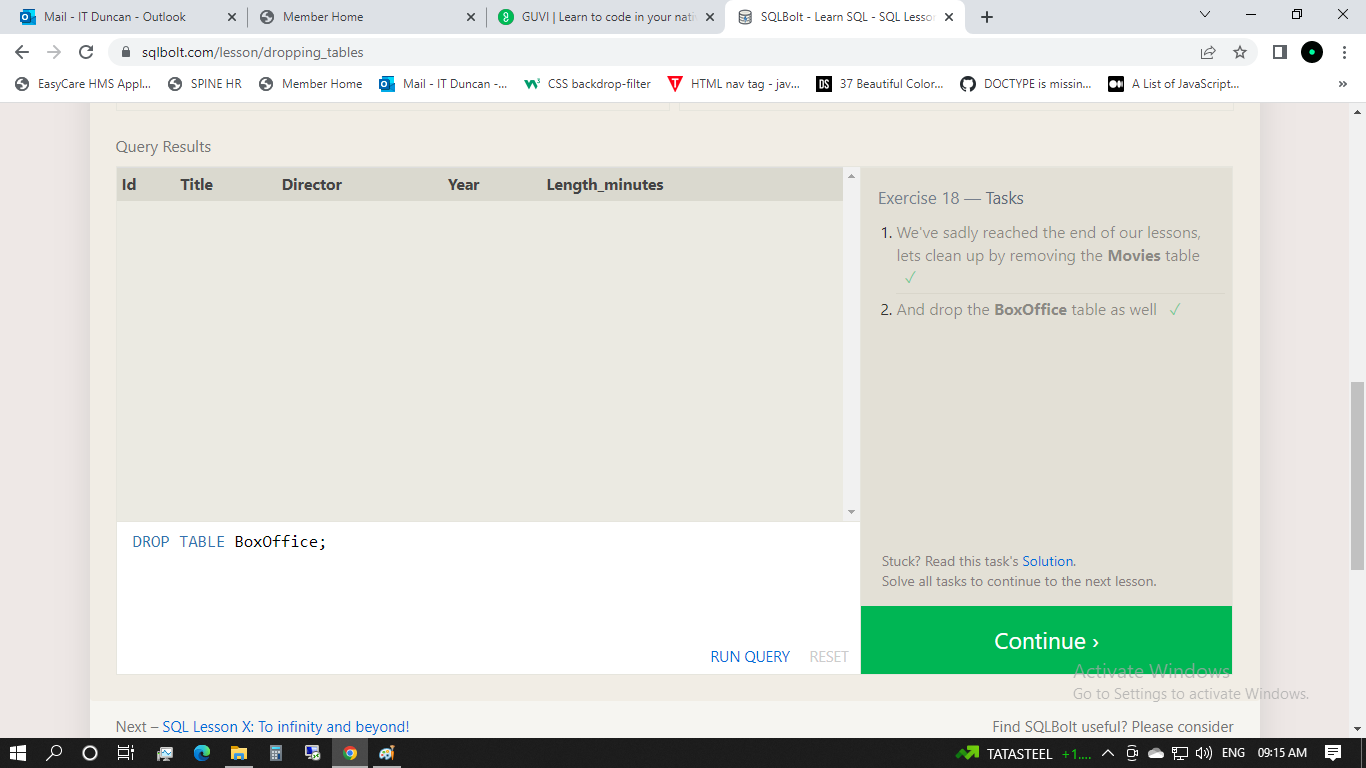 Mail - IT Duncan - Outlook
Member Home
GUVI | Learn to code in your nati
SQLBolt - Learn SQL - SQL Lesson
sqlbolt.com/lesson/dropping_tables
EasyCare HMS Appl...
SPINE HR
Member Home
Mail - IT Duncan -...
CSS backdrop-filter
HTML nav tag - jav...
DS
37 Beautiful Color...
DOCTYPE is missin...
A List of JavaScript...
»
Query Results
Id Title Director Year Length_minutes
Exercise 18 — Tasks
1. We've sadly reached the end of our lessons,
lets clean up by removing the Movies table
✓
2. And drop the BoxOffice table as well ✓
DROP TABLE BoxOffice;
Stuck? Read this task's Solution.
Solve all tasks to continue to the next lesson.
RUN QUERY RESET
Continue ›
Activate Windows
Go to Settings to activate Windows.
Next – SQL Lesson X: To infinity and beyond!
Find SQLBolt useful? Please consider
TATASTEEL +1....
ENG
09:15 AM